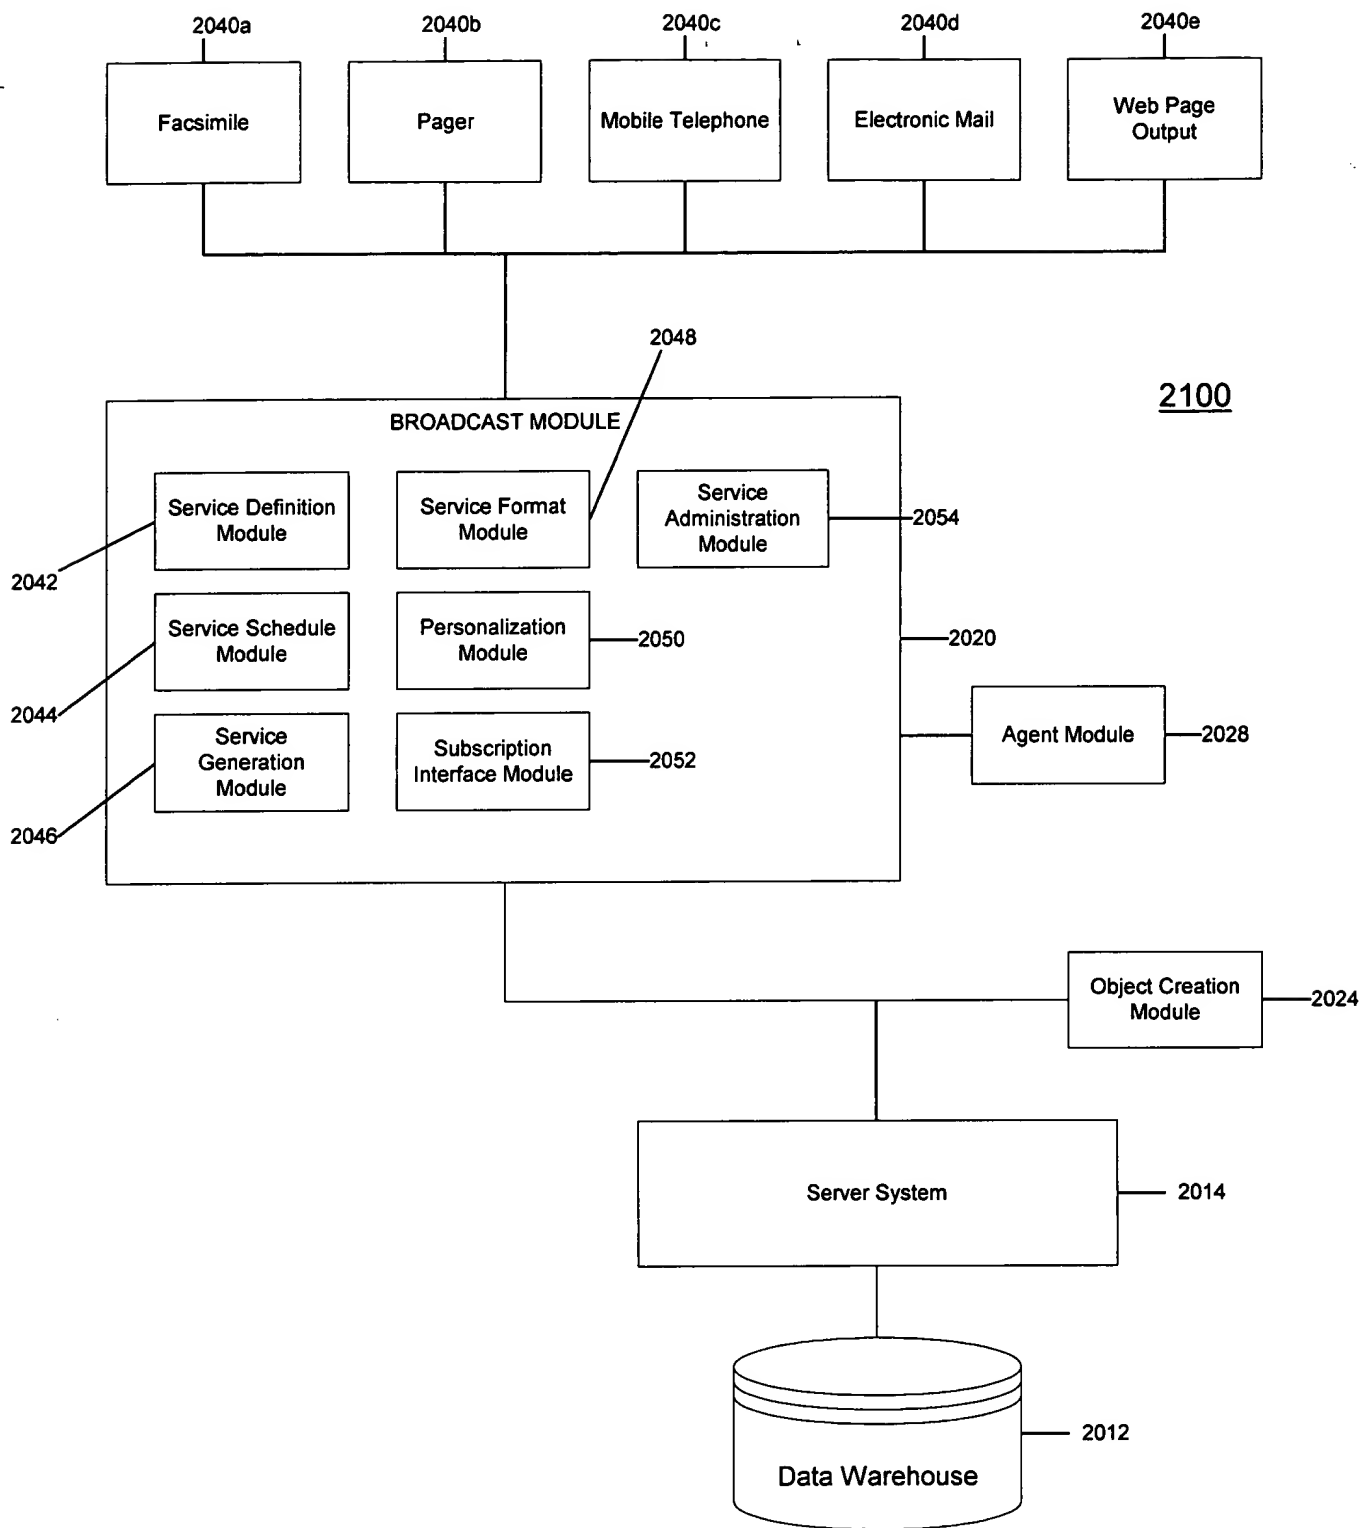 2040a 2040b 2040c 2040d 2040e
Facsimile
Pager
Mobile Telephone
Electronic Mail
Web Page
Output
2048
2100
BROADCAST MODULE
Service Definition
Module
Service Format
Module
Service
Administration
Module
2054
2042
Service Schedule
Module
Personalization
Module
2050
2020
2044
Service
Generation
Module
Subscription
Interface Module
2052
Agent Module
2028
2046
Object Creation
Module
2024
Server System
2014
2012
Data Warehouse